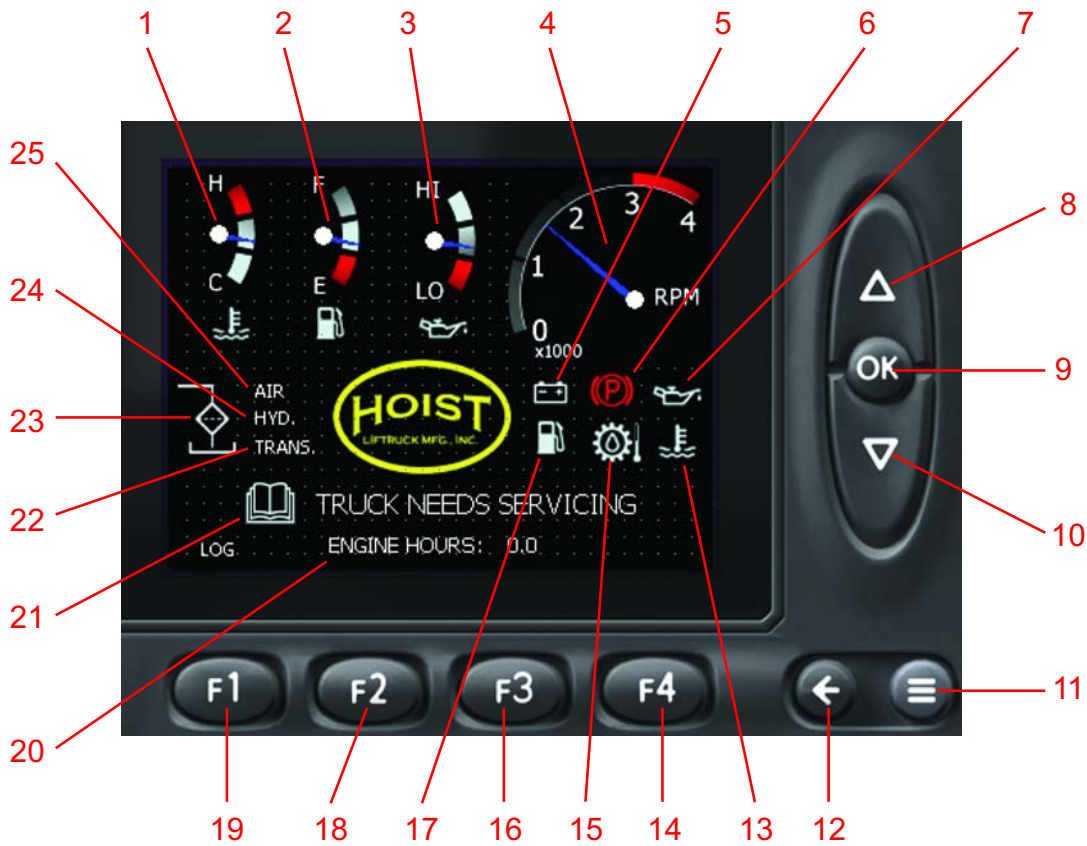 1 2 3 4 5 6 7
25
H F HI
2 3 4
1
8
24
C E LO
RPM
0
x1000
OK
9
23
AIR
HYD.
TRANS.
HOIST
LIFTRUCK MFG., INC.
P
22
TRUCK NEEDS SERVICING
10
LOG
ENGINE HOURS: 0.0
21
F1 F2 F3 F4
11
20
19 18 17 16 15 14 13 12